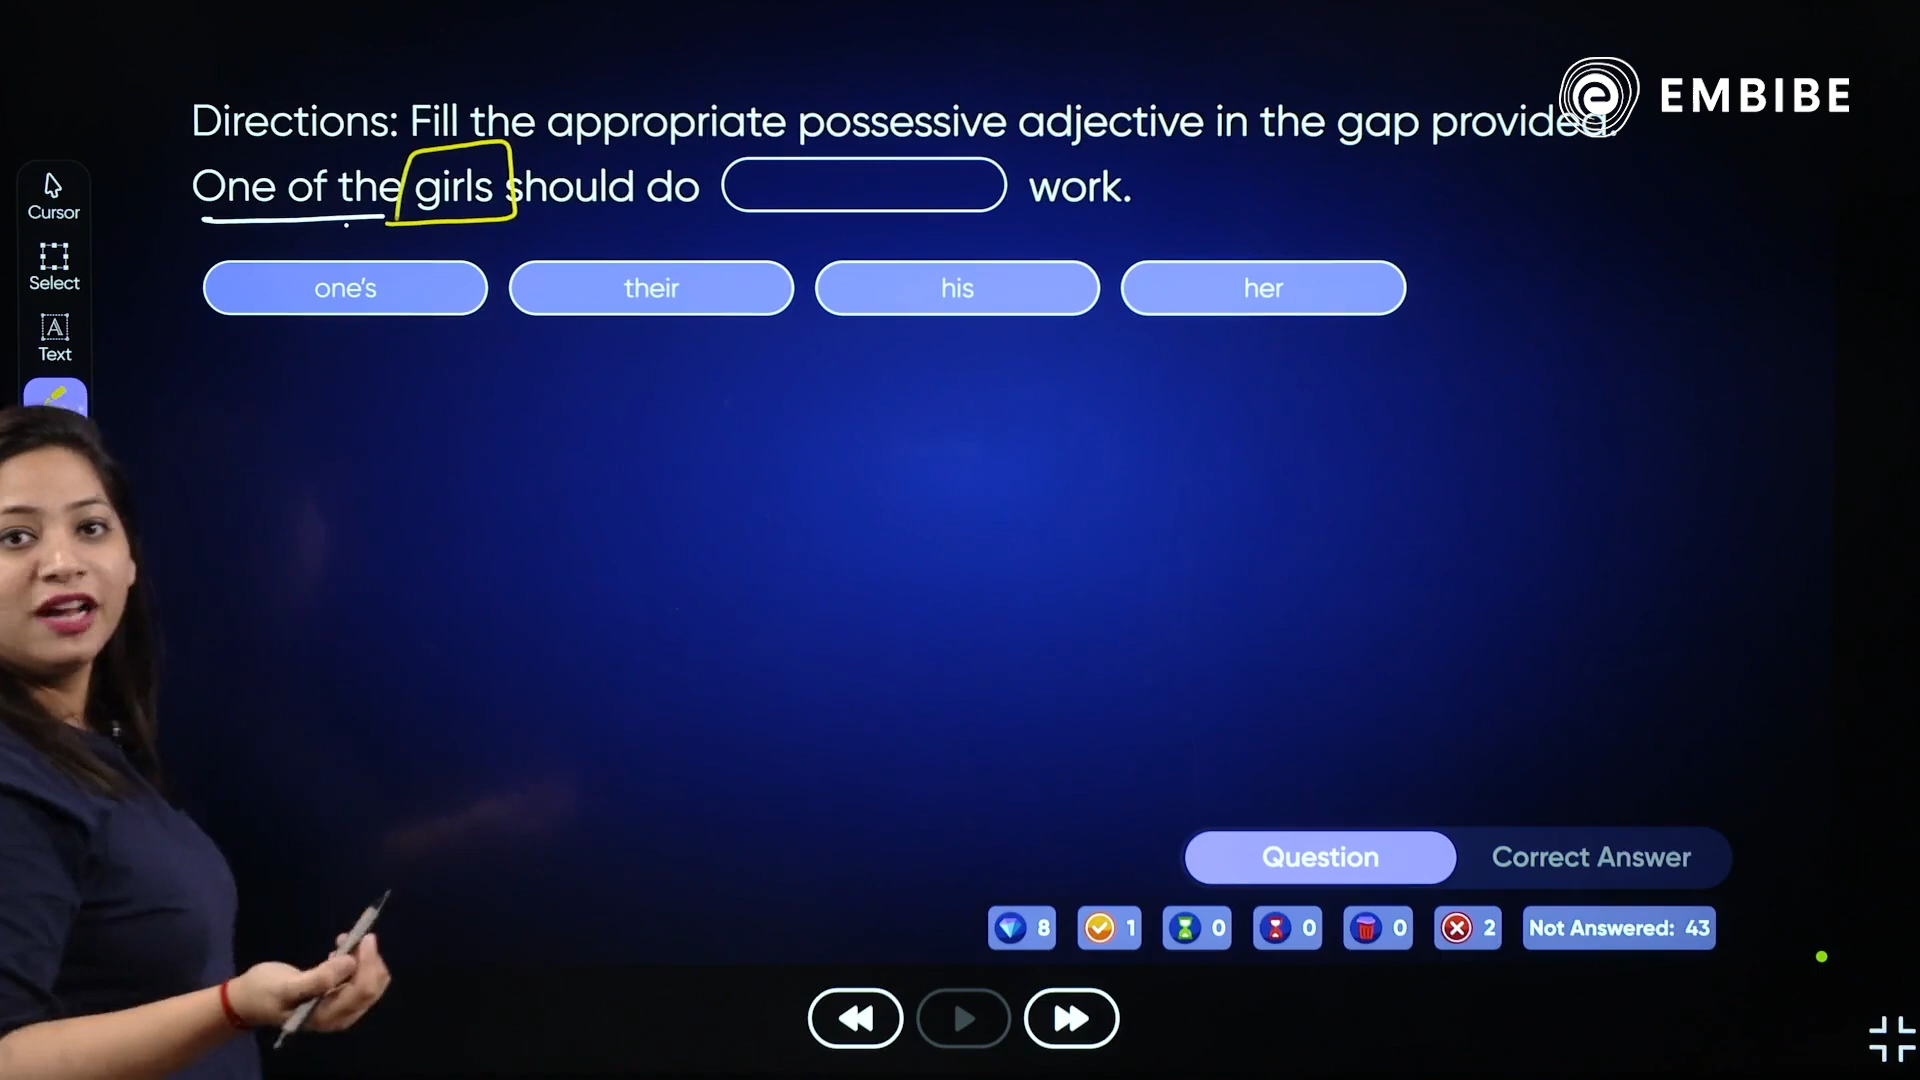 EMBIBE
Directions: Fill the appropriate possessive adjective in the gap provided.
One of the girls should do work.
Cursor
Select
Text
one's their his her
Question Correct Answer
8 1 0 0 0 2 Not Answered: 43